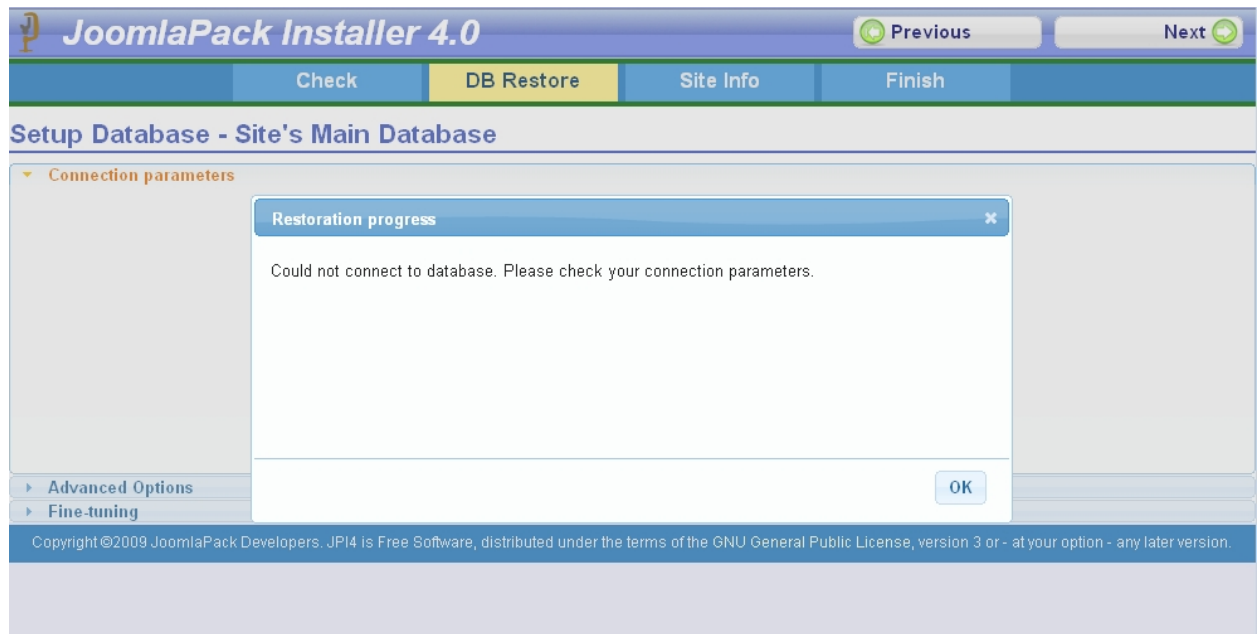 JoomlaPack Installer 4.0
Previous
Next
Check
DB Restore
Site Info
Finish
Setup Database - Site's Main Database
Connection parameters
Restoration progress
Could not connect to database. Please check your connection parameters.
OK
Advanced Options
Fine-tuning
Copyright ©2009 JoomlaPack Developers. JPI4 is Free Software, distributed under the terms of the GNU General Public License, version 3 or - at your option - any later version.